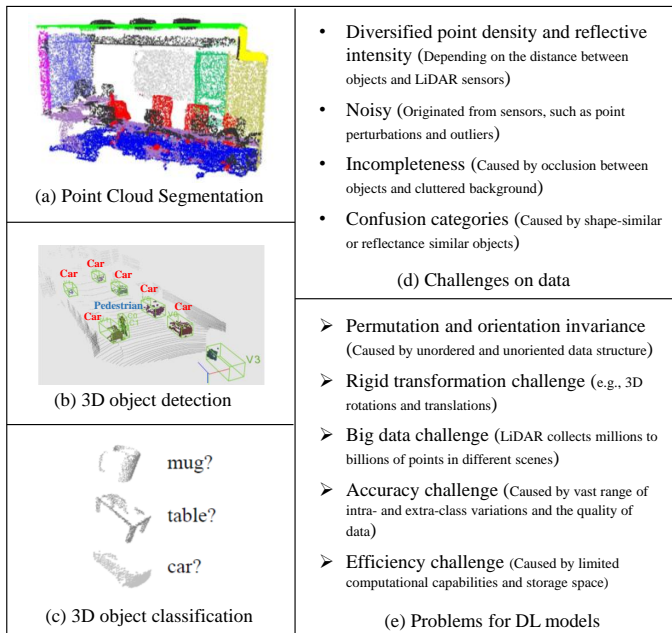 (a) Point Cloud Segmentation
Car
Car
Car
Car
Pedestrian
Car
Car
V3
(b) 3D object detection
mug?
table?
car?
(c) 3D object classification
• Diversified point density and reflective
intensity (Depending on the distance between
objects and LiDAR sensors)
• Noisy (Originated from sensors, such as point
perturbations and outliers)
• Incompleteness (Caused by occlusion between
objects and cluttered background)
• Confusion categories (Caused by shape-similar
or reflectance similar objects)
(d) Challenges on data
➢ Permutation and orientation invariance
(Caused by unordered and unoriented data structure)
➢ Rigid transformation challenge (e.g., 3D
rotations and translations)
➢ Big data challenge (LiDAR collects millions to
billions of points in different scenes)
➢ Accuracy challenge (Caused by vast range of
intra- and extra-class variations and the quality of
data)
➢ Efficiency challenge (Caused by limited
computational capabilities and storage space)
(e) Problems for DL models